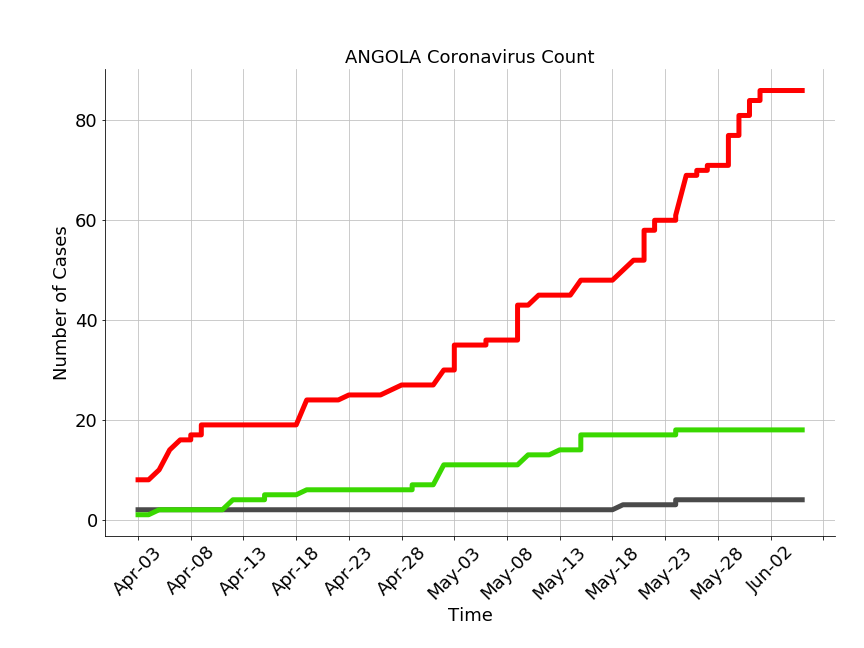 ANGOLA Coronavirus Count
Number of Cases
80
60
40
20
0
Apr-03
Apr-08
Apr-13
Apr-18
Apr-23
Apr-28
May-03
May-08
May-13
May-18
May-23
May-28
Jun-02
Time